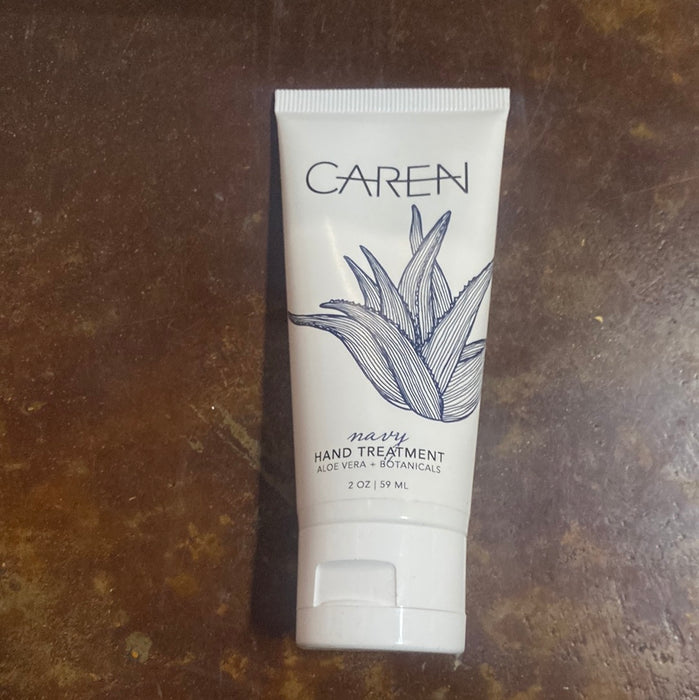 CAREN
navy
HAND TREATMENT
ALOE VERA + BOTANICALS
2 OZ | 59 ML